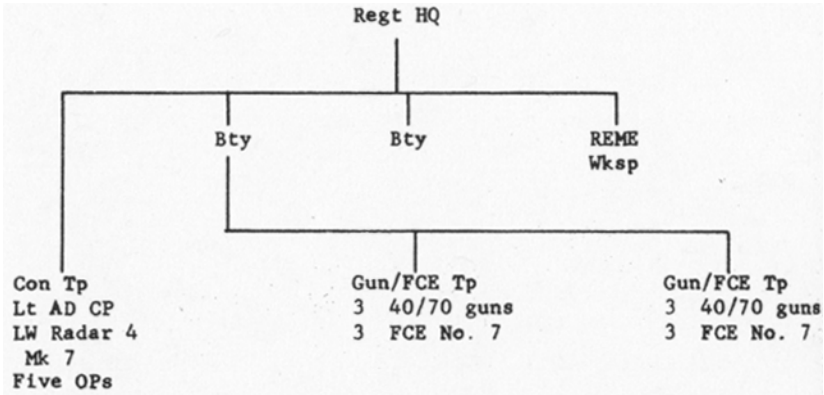 Regt HQ
Bty
Bty
REME
Wksp
Con Tp
Lt AD CP
LW Radar 4
Mk 7
Five OPs
Gun/FCE Tp
3 40/70 guns
3 FCE No. 7
Gun/FCE Tp
3 40/70 guns
3 FCE No. 7